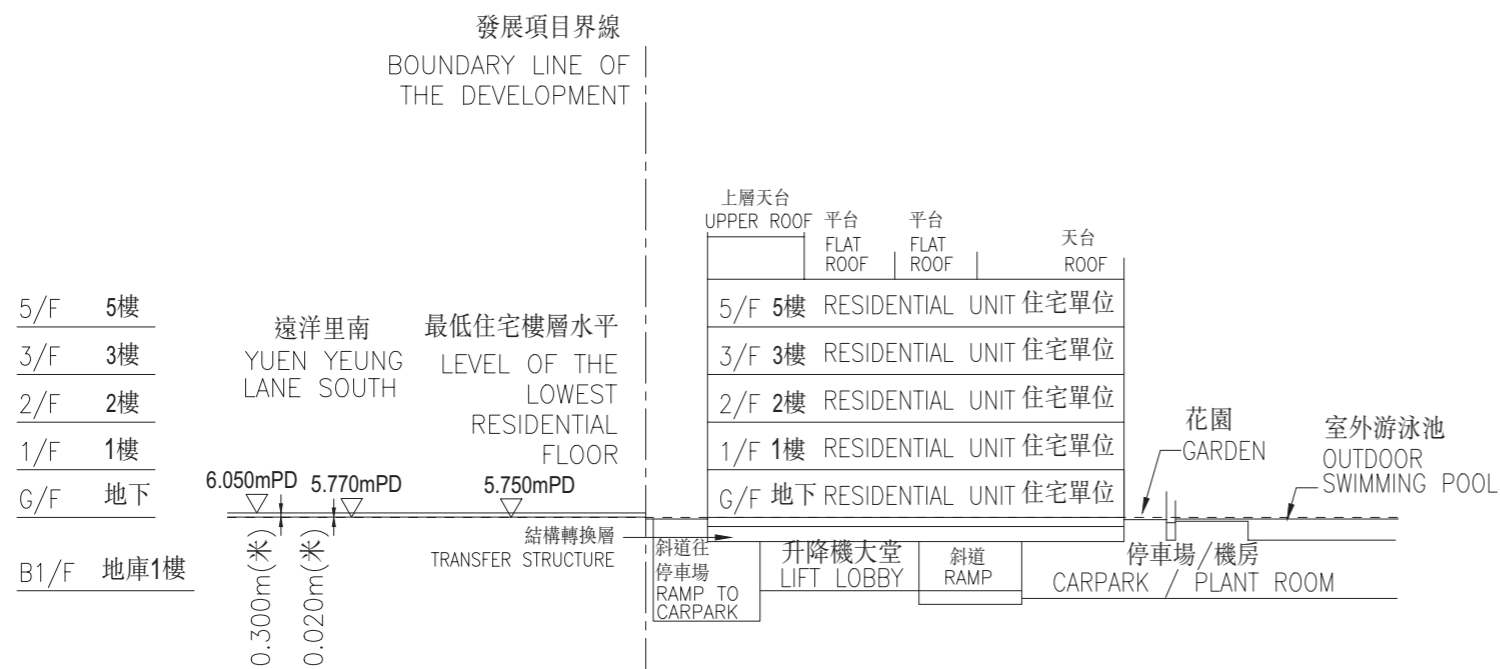 發展項目界線
BOUNDARY LINE OF
THE DEVELOPMENT
上層天台
UPPER ROOF
平台
FLAT
ROOF
平台
FLAT
ROOF
天台
ROOF
5/F 5樓
3/F 3樓
2/F 2樓
1/F 1樓
G/F 地下
B1/F 地庫1樓
遠洋里南
YUEN YEUNG
LANE SOUTH
最低住宅樓層水平
LEVEL OF THE
LOWEST
RESIDENTIAL
FLOOR
6.050mPD
5.770mPD
5.750mPD
0.300m(米)
0.020m(米)
5/F 5樓 RESIDENTIAL UNIT 住宅單位
3/F 3樓 RESIDENTIAL UNIT 住宅單位
2/F 2樓 RESIDENTIAL UNIT 住宅單位
1/F 1樓 RESIDENTIAL UNIT 住宅單位
G/F 地下 RESIDENTIAL UNIT 住宅單位
花園
GARDEN
室外游泳池
OUTDOOR
SWIMMING POOL
結構轉換層
TRANSFER STRUCTURE
斜道往
停車場
RAMP TO
CARPARK
升降機大堂
LIFT LOBBY
斜道
RAMP
停車場/機房
CARPARK / PLANT ROOM